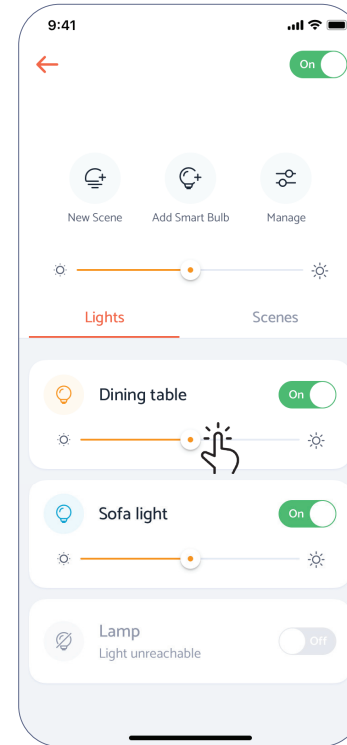 9:41
On
New Scene
Add Smart Bulb
Manage
Lights
Scenes
Dining table
On
Sofa light
On
Lamp
Off
Light unreachable